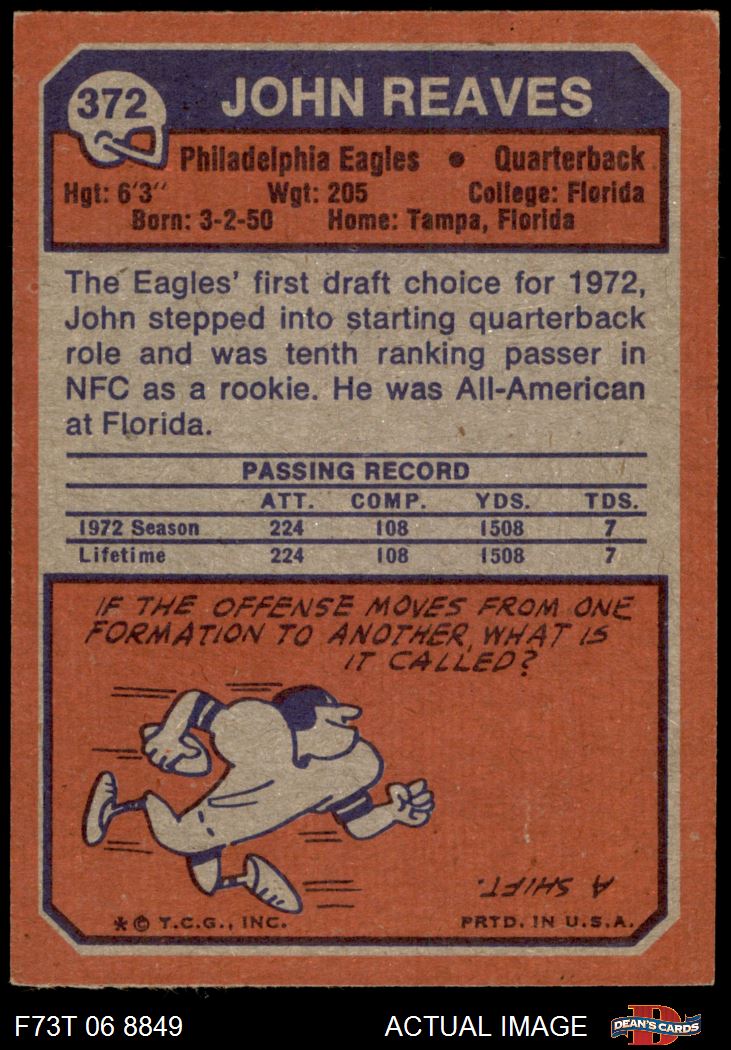 372
JOHN REAVES
Philadelphia Eagles • Quarterback
Hgt: 6'3" Wgt: 205 College: Florida
Born: 3-2-50 Home: Tampa, Florida
The Eagles' first draft choice for 1972,
John stepped into starting quarterback
role and was tenth ranking passer in
NFC as a rookie. He was All-American
at Florida.
PASSING RECORD
ATT. COMP. YDS. TDS.
1972 Season 224 108 1508 7
Lifetime 224 108 1508 7
IF THE OFFENSE MOVES FROM ONE
FORMATION TO ANOTHER, WHAT IS
IT CALLED?
A SHIFT.
* © T.C.G., INC. PRTD. IN U.S.A.
F73T 06 8849 ACTUAL IMAGE D DEAN'S CARDS